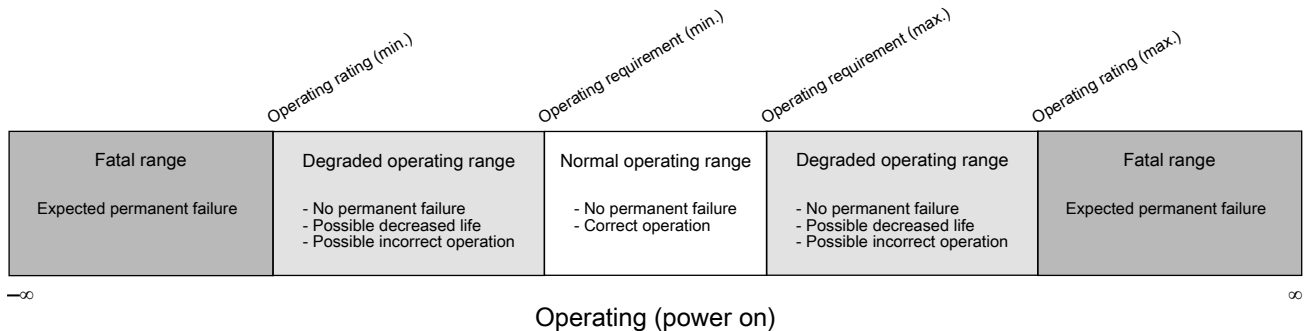 Operating rating (min.)
Operating requirement (min.)
Operating requirement (max.)
Operating rating (max.)
Fatal range
Expected permanent failure
Degraded operating range
- No permanent failure
- Possible decreased life
- Possible incorrect operation
Normal operating range
- No permanent failure
- Correct operation
Degraded operating range
- No permanent failure
- Possible decreased life
- Possible incorrect operation
Fatal range
Expected permanent failure
–∞
∞
Operating (power on)